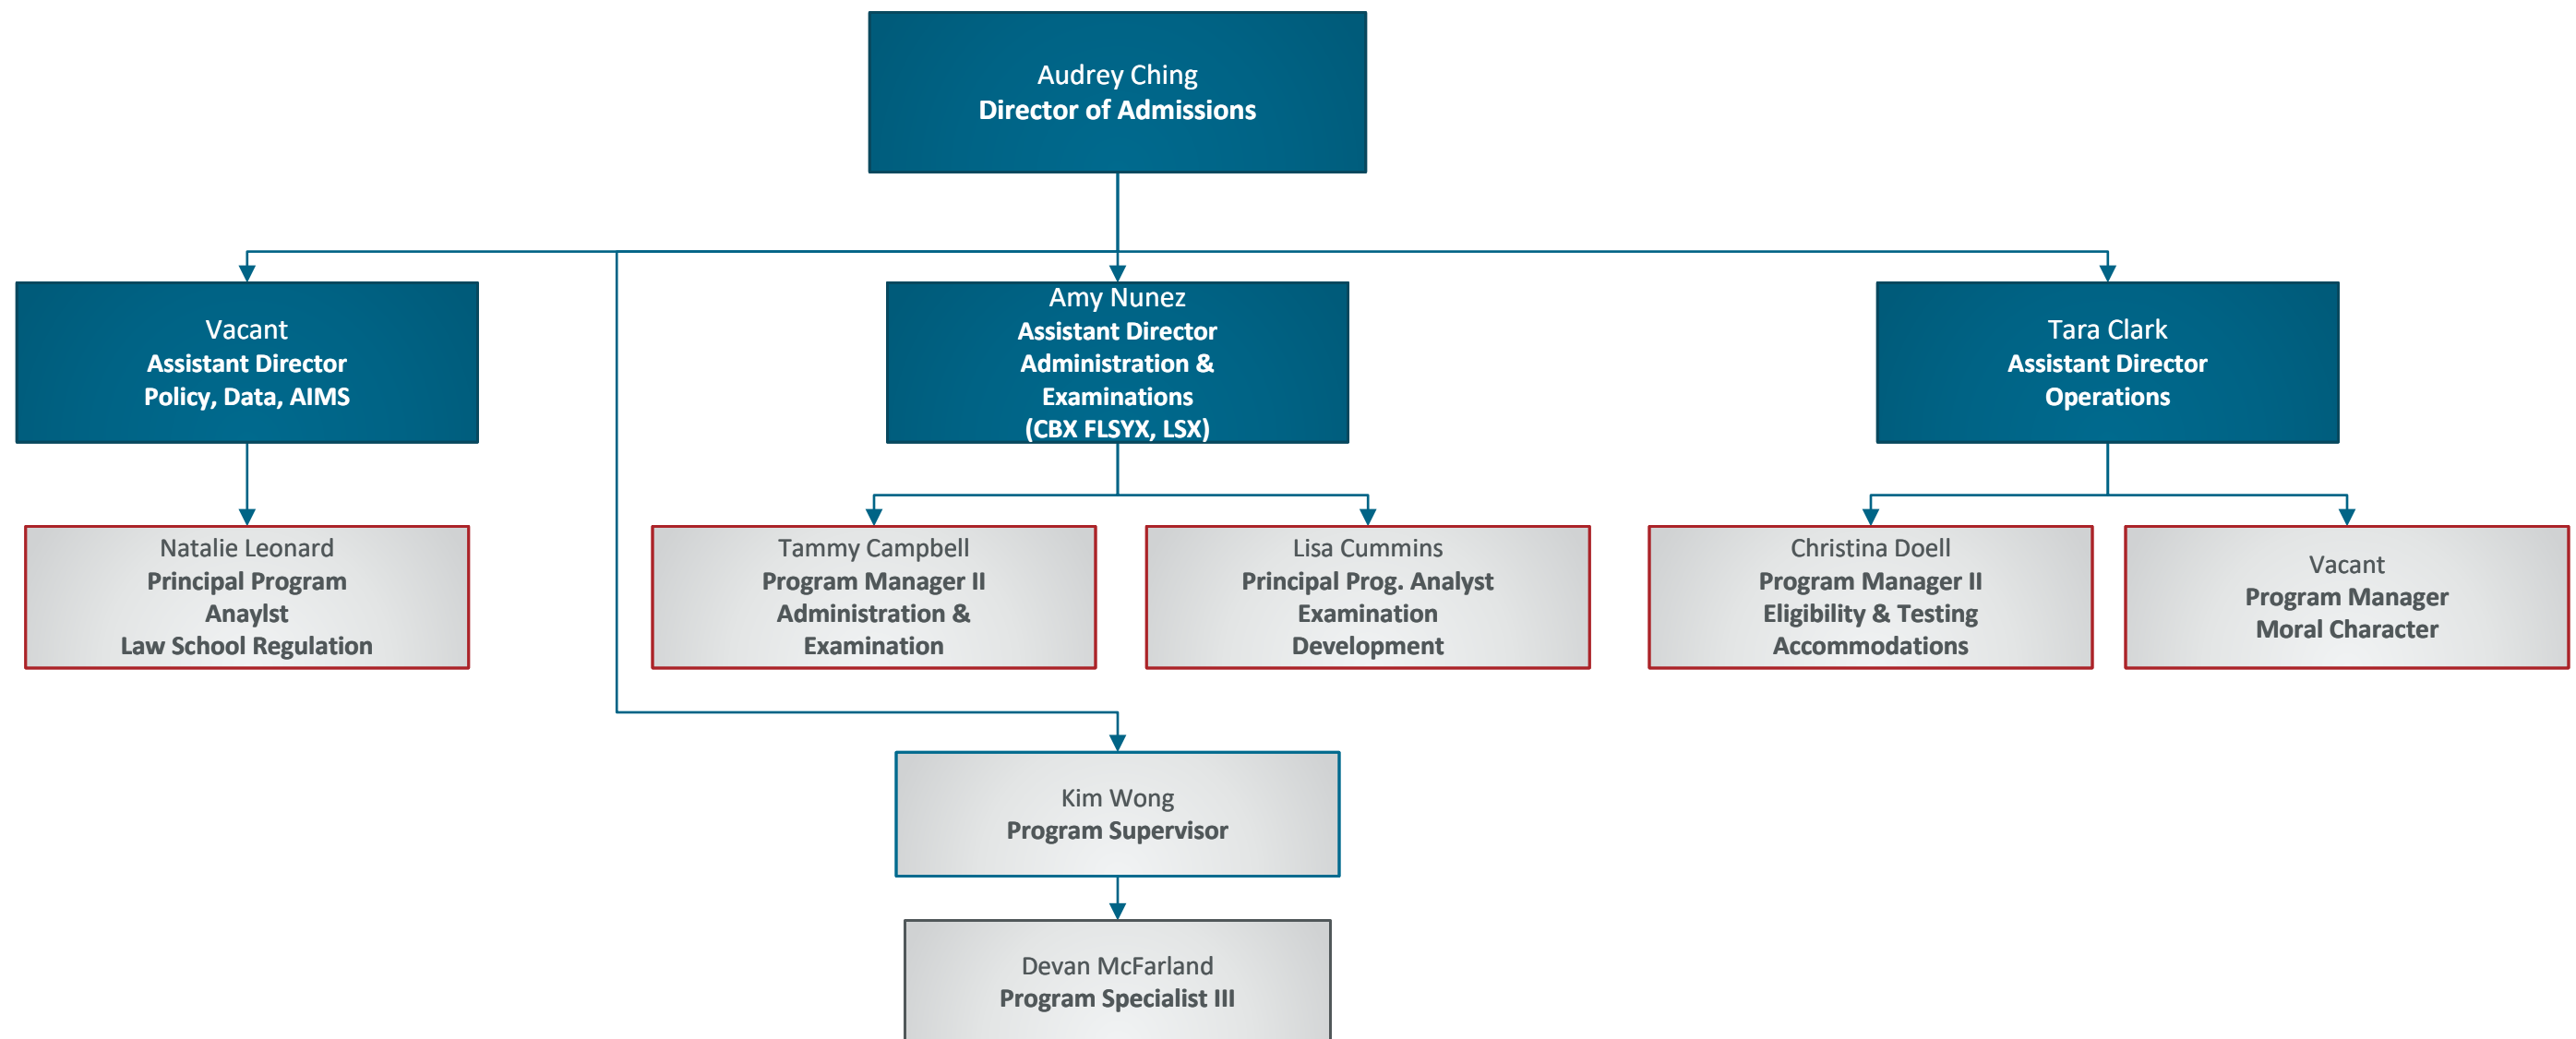 Audrey Ching
Director of Admissions
Vacant
Assistant Director
Policy, Data, AIMS
Amy Nunez
Assistant Director
Administration &
Examinations
(CBX FLSYX, LSX)
Tara Clark
Assistant Director
Operations
Natalie Leonard
Principal Program
Anaylst
Law School Regulation
Tammy Campbell
Program Manager II
Administration &
Examination
Lisa Cummins
Principal Prog. Analyst
Examination
Development
Christina Doell
Program Manager II
Eligibility & Testing
Accommodations
Vacant
Program Manager
Moral Character
Kim Wong
Program Supervisor
Devan McFarland
Program Specialist III